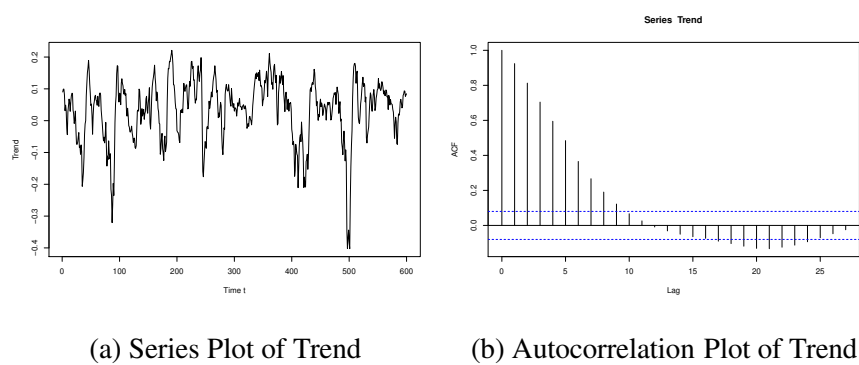 Series Trend
Trend
0.2
0.1
0.0
−0.1
−0.2
−0.3
−0.4
0 100 200 300 400 500 600
Time t
ACF
1.0
0.8
0.6
0.4
0.2
0.0
0 5 10 15 20 25
Lag
(a) Series Plot of Trend
(b) Autocorrelation Plot of Trend